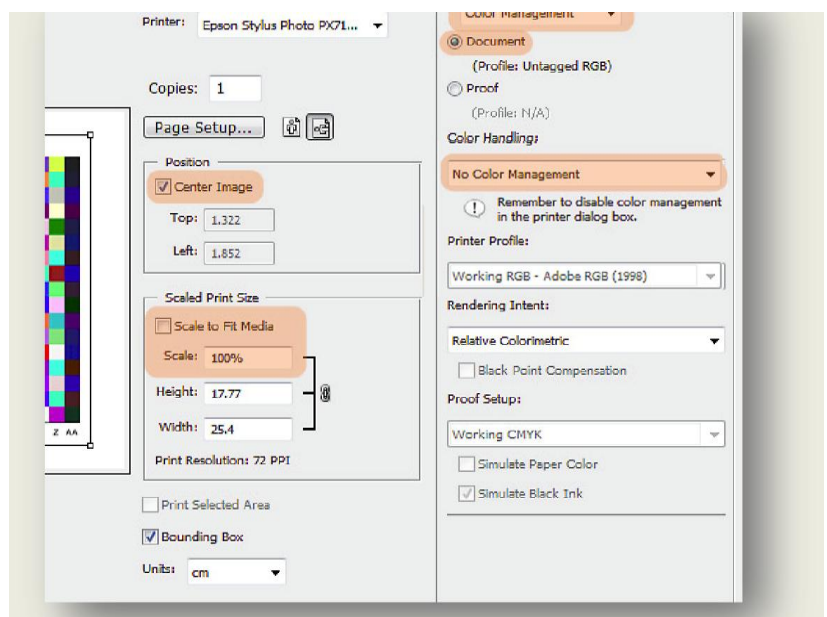 Printer: Epson Stylus Photo PX71...
Copies: 1
Page Setup...
Position
Center Image
Top: 1.322
Left: 1.852
Scaled Print Size
Scale to Fit Media
Scale: 100%
Height: 17.77
Width: 25.4
Print Resolution: 72 PPI
Print Selected Area
Bounding Box
Units: cm
Z AA
Color Management
Document
(Profile: Untagged RGB)
Proof
(Profile: N/A)
Color Handling:
No Color Management
Remember to disable color management
in the printer dialog box.
Printer Profile:
Working RGB - Adobe RGB (1998)
Rendering Intent:
Relative Colorimetric
Black Point Compensation
Proof Setup:
Working CMYK
Simulate Paper Color
Simulate Black Ink